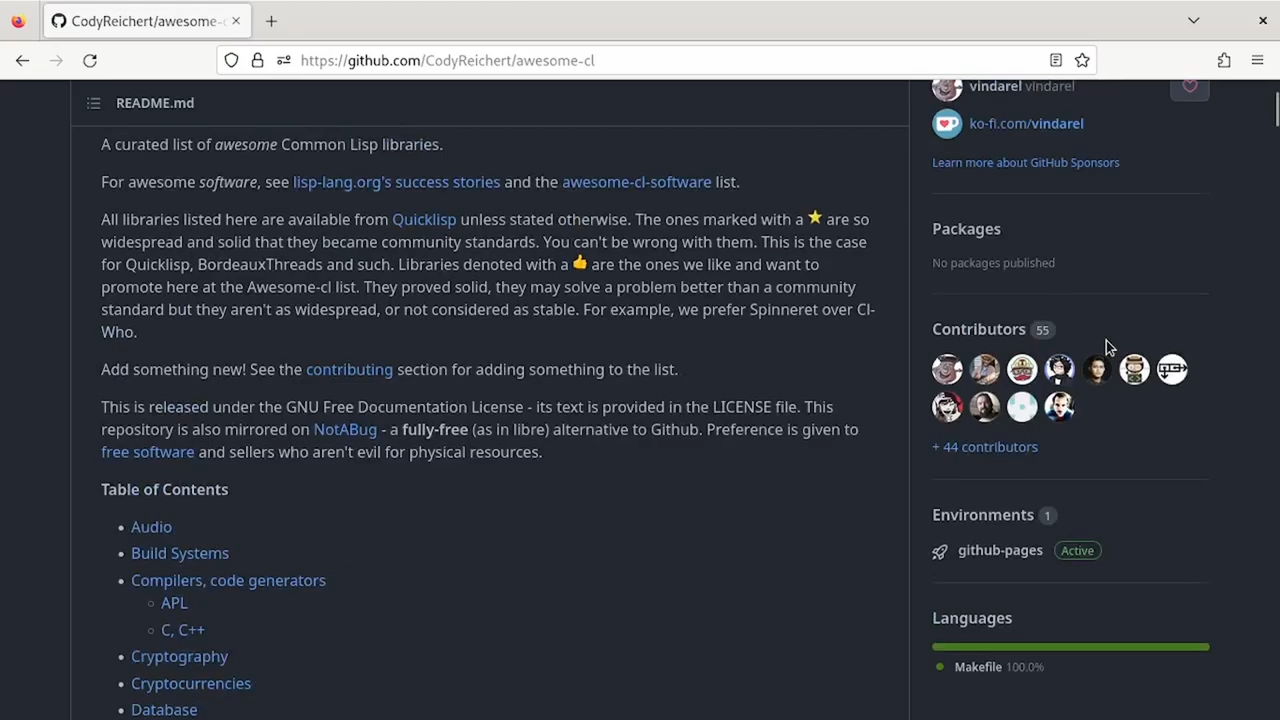 CodyReichert/awesome-c
https://github.com/CodyReichert/awesome-cl
README.md
A curated list of awesome Common Lisp libraries.
For awesome software, see lisp-lang.org's success stories and the awesome-cl-software list.
All libraries listed here are available from Quicklisp unless stated otherwise. The ones marked with a ⭐ are so
widespread and solid that they became community standards. You can't be wrong with them. This is the case
for Quicklisp, BordeauxThreads and such. Libraries denoted with a 👍 are the ones we like and want to
promote here at the Awesome-cl list. They proved solid, they may solve a problem better than a community
standard but they aren't as widespread, or not considered as stable. For example, we prefer Spinneret over Cl-
Who.
Add something new! See the contributing section for adding something to the list.
This is released under the GNU Free Documentation License - its text is provided in the LICENSE file. This
repository is also mirrored on NotABug - a fully-free (as in libre) alternative to Github. Preference is given to
free software and sellers who aren't evil for physical resources.
Table of Contents
• Audio
• Build Systems
• Compilers, code generators
◦ APL
◦ C, C++
• Cryptography
• Cryptocurrencies
• Database
vindarel vindarel
ko-fi.com/vindarel
Learn more about GitHub Sponsors
Packages
No packages published
Contributors 55
+ 44 contributors
Environments 1
github-pages Active
Languages
Makefile 100.0%